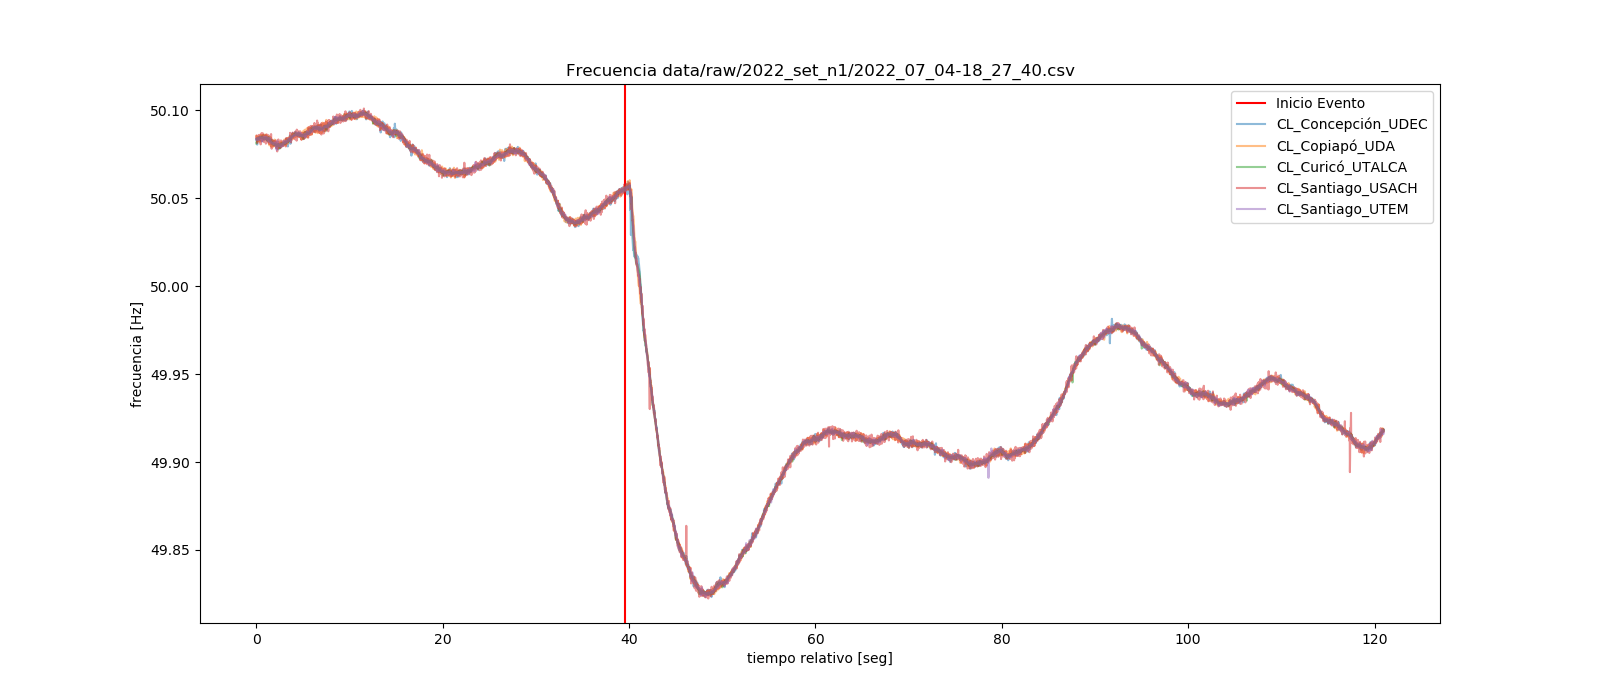 Frecuencia data/raw/2022_set_n1/2022_07_04-18_27_40.csv
50.10
50.05
50.00
49.95
49.90
49.85
frecuencia [Hz]
Inicio Evento
CL_Concepción_UDEC
CL_Copiapó_UDA
CL_Curicó_UTALCA
CL_Santiago_USACH
CL_Santiago_UTEM
0 20 40 60 80 100 120
tiempo relativo [seg]